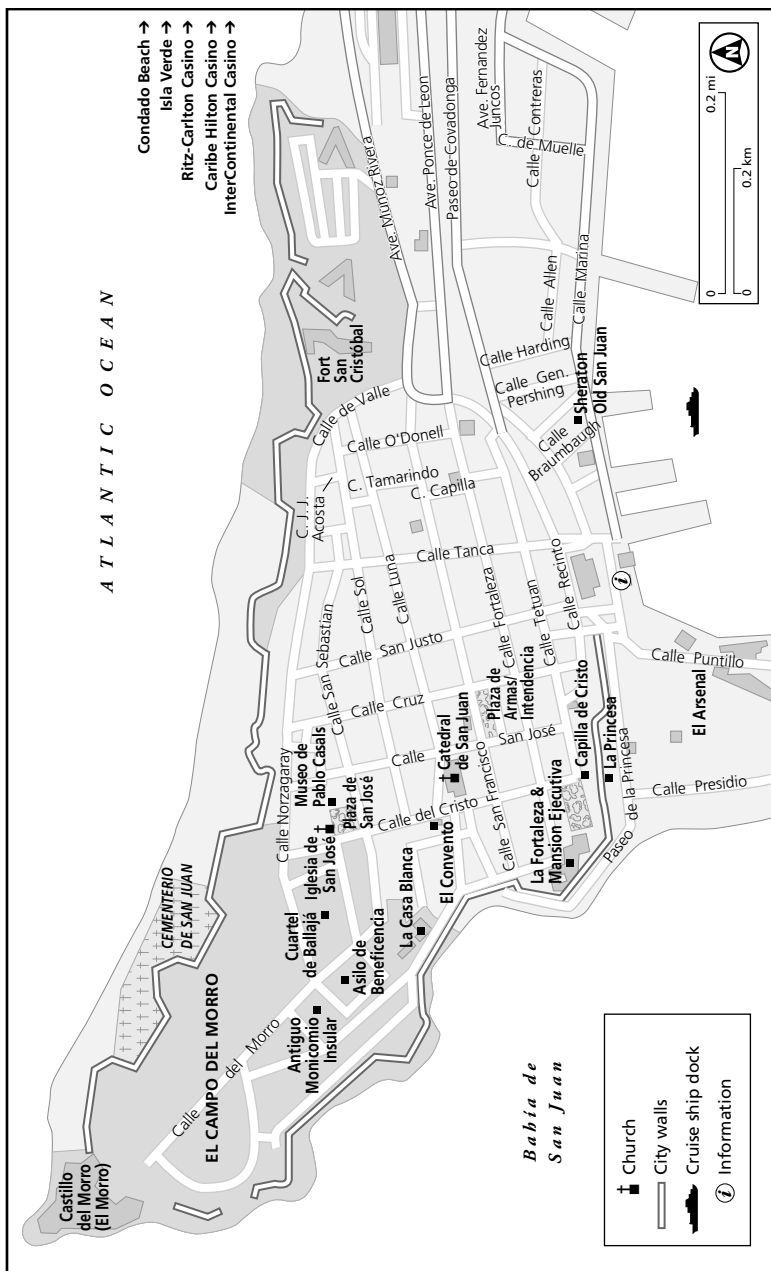 Condado Beach →
Isla Verde →
Ritz-Carlton Casino →
Caribe Hilton Casino →
InterContinental Casino →
ATLANTIC OCEAN
Castillo
del Morro
(El Morro)
EL CAMPO DEL MORRO
CEMENTERIO
DE SAN JUAN
Calle del Morro
Antiguo
Monicomio
Insular
Asilo de
Beneficencia
Cuartel
de Ballajá
Iglesia de
San José
Museo de
Pablo Casals
Plaza de
San José
La Casa Blanca
El Convento
Catedral
de San Juan
Calle Norzagaray
Calle San Sebastian
Calle Sol
Calle Luna
Calle del Cristo
Calle San José
Calle Cruz
Calle San Justo
Calle Tanca
C. J. J.
Acosta
C. Tamarindo
C. Capilla
Calle O'Donell
Calle de Valle
Fort
San
Cristóbal
Ave. Muñoz Rivera
Ave. Ponce de Leon
Paseo de Covadonga
Ave. Fernandez
Juncos
C. de Muelle
Calle Contreras
Calle Allen
Calle Marina
Calle Harding
Calle Gen.
Pershing
Calle
Braumbaugh
Sheraton
Old San Juan
Calle San Francisco
Calle Fortaleza
Calle Tetuan
Calle Recinto
Plaza de
Armas/
Intendencia
La Fortaleza &
Mansion Ejecutiva
Capilla de Cristo
La Princesa
Paseo de la Princesa
Calle Presidio
El Arsenal
Calle Puntillo
i
Bahía de
San Juan
Church
City walls
Cruise ship dock
i Information
N
0 0.2 mi
0 0.2 km